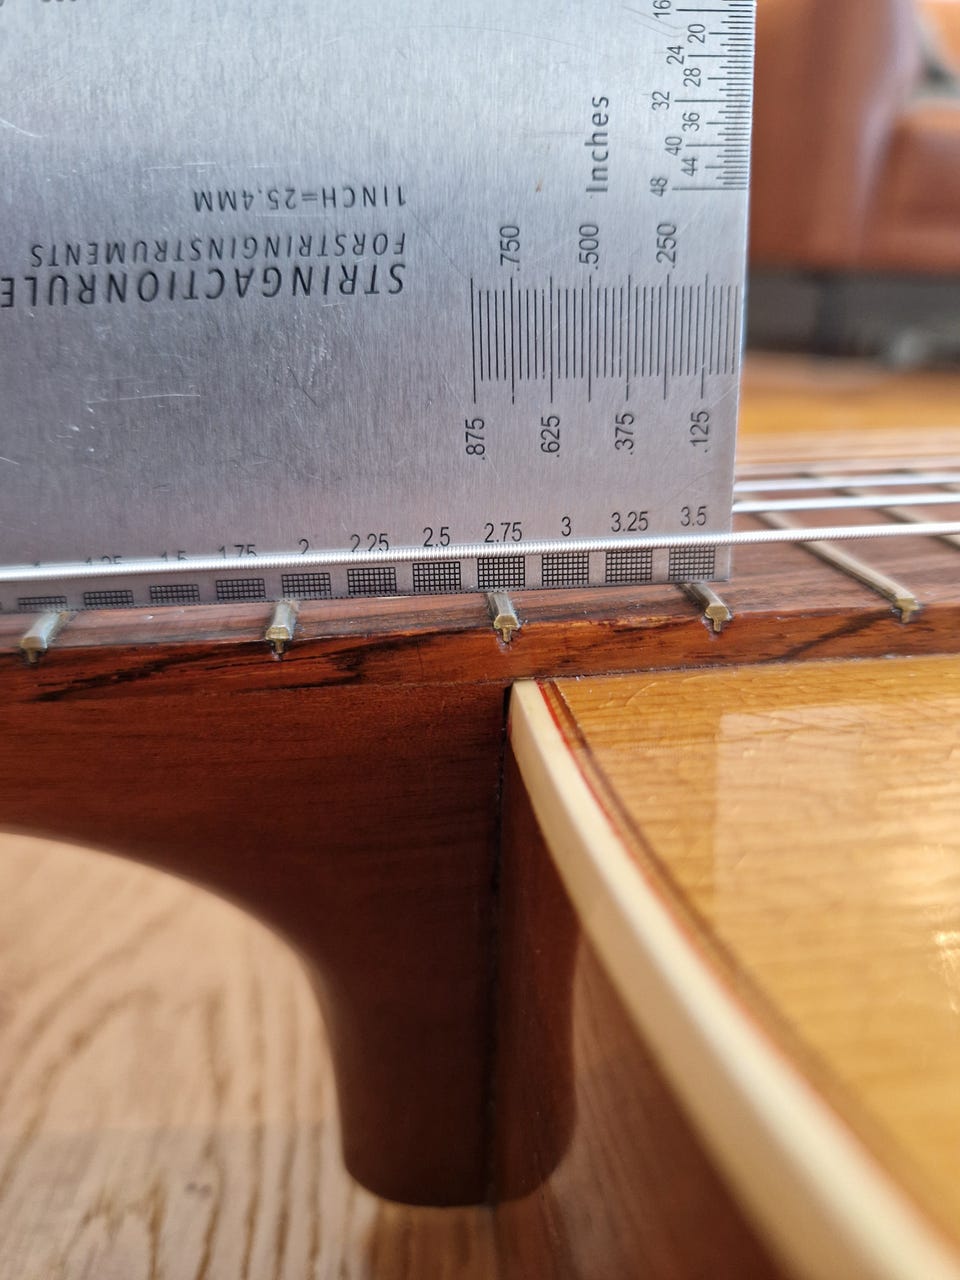 16
20
24
28
32
36
40
44
48
Inches
1INCH=25.4MM
FORSTRINGINSTRUMENTS
STRINGACTIONRULE
.750 .500 .250
.875 .625 .375 .125
1.25 1.5 1.75 2 2.25 2.5 2.75 3 3.25 3.5